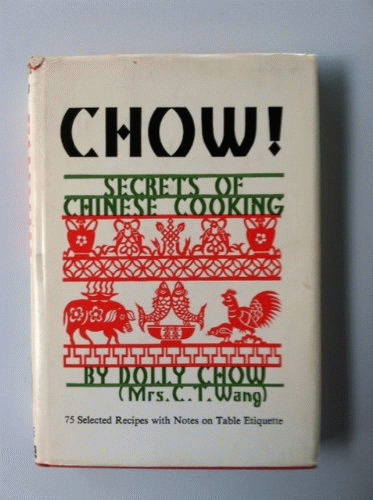 CHOW!
SECRETS OF
CHINESE COOKING
BY DOLLY CHOW
(Mrs. C. T. Wang)
75 Selected Recipes with Notes on Table Etiquette